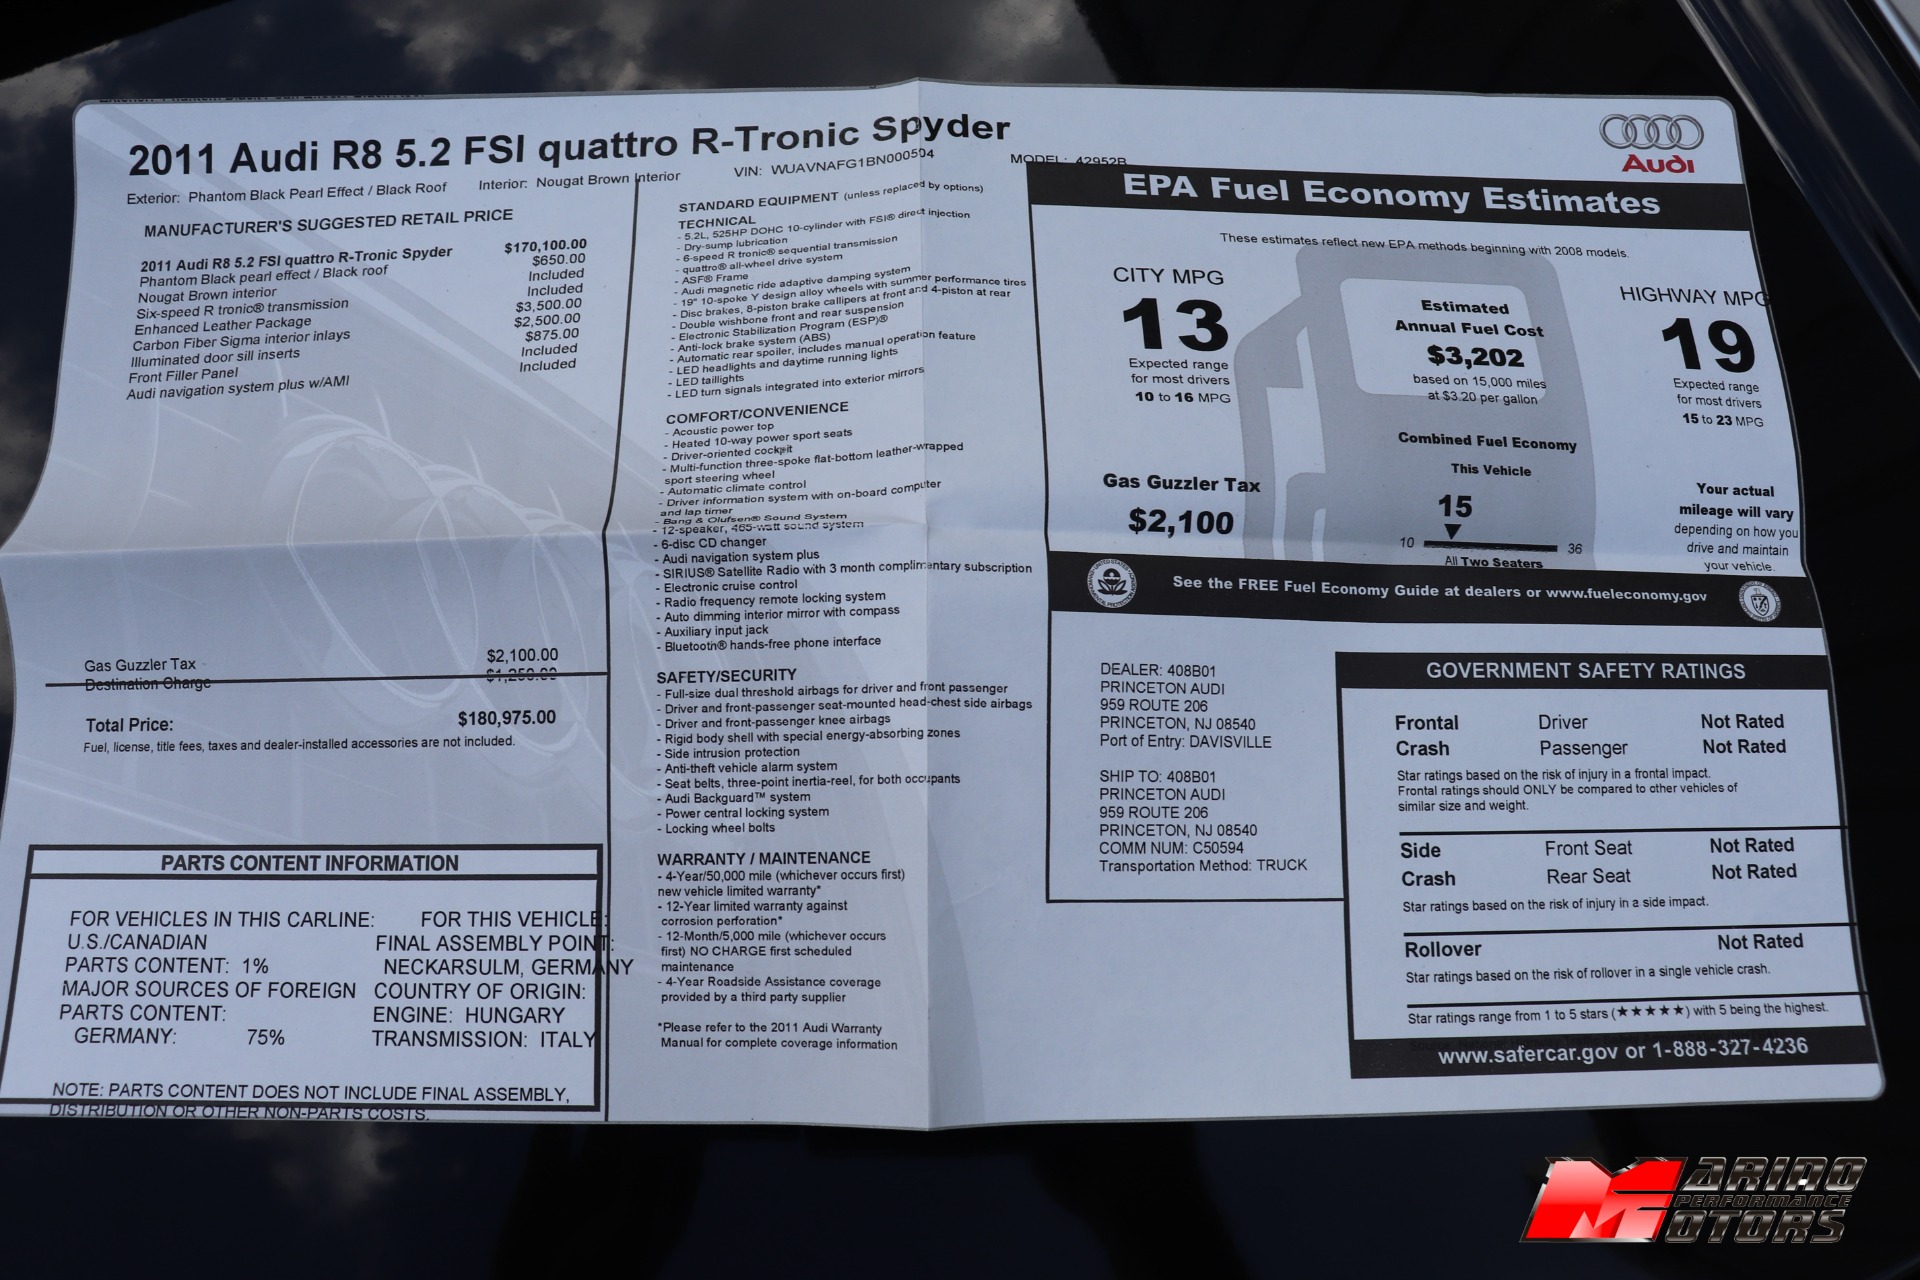 2011 Audi R8 5.2 FSI quattro R-Tronic Spyder
Exterior: Phantom Black Pearl Effect / Black Roof Interior: Nougat Brown Interior VIN: WUAVNAFG1BN000504 MODEL: 42952B
MANUFACTURER'S SUGGESTED RETAIL PRICE
2011 Audi R8 5.2 FSI quattro R-Tronic Spyder $170,100.00
Phantom Black pearl effect / Black roof $650.00
Nougat Brown interior Included
Six-speed R tronic® transmission Included
Enhanced Leather Package $3,500.00
Carbon Fiber Sigma interior inlays $2,500.00
Illuminated door sill inserts $875.00
Front Filler Panel Included
Audi navigation system plus w/AMI Included
Gas Guzzler Tax $2,100.00
Destination Charge $1,250.00
Total Price: $180,975.00
Fuel, license, title fees, taxes and dealer-installed accessories are not included.
PARTS CONTENT INFORMATION
FOR VEHICLES IN THIS CARLINE:
U.S./CANADIAN
PARTS CONTENT: 1%
MAJOR SOURCES OF FOREIGN
PARTS CONTENT:
GERMANY: 75%
FOR THIS VEHICLE:
FINAL ASSEMBLY POINT:
NECKARSULM, GERMANY
COUNTRY OF ORIGIN:
ENGINE: HUNGARY
TRANSMISSION: ITALY
NOTE: PARTS CONTENT DOES NOT INCLUDE FINAL ASSEMBLY,
DISTRIBUTION OR OTHER NON-PARTS COSTS.
STANDARD EQUIPMENT (unless replaced by options)
TECHNICAL
- 5.2L, 525HP DOHC 10-cylinder with FSI® direct injection
- Dry-sump lubrication
- 6-speed R tronic® sequential transmission
- quattro® all-wheel drive system
- ASF® Frame
- Audi magnetic ride adaptive damping system
- 19" 10-spoke Y design alloy wheels with summer performance tires
- Disc brakes, 8-piston brake callipers at front and 4-piston at rear
- Double wishbone front and rear suspension
- Electronic Stabilization Program (ESP)®
- Anti-lock brake system (ABS)
- Automatic rear spoiler, includes manual operation feature
- LED headlights and daytime running lights
- LED taillights
- LED turn signals integrated into exterior mirrors
COMFORT/CONVENIENCE
- Acoustic power top
- Heated 10-way power sport seats
- Driver-oriented cockpit
- Multi-function three-spoke flat-bottom leather-wrapped
sport steering wheel
- Automatic climate control
- Driver information system with on-board computer
and lap timer
- Bang & Olufsen® Sound System
- 12-speaker, 465-watt sound system
- 6-disc CD changer
- Audi navigation system plus
- SIRIUS® Satellite Radio with 3 month complimentary subscription
- Electronic cruise control
- Radio frequency remote locking system
- Auto dimming interior mirror with compass
- Auxiliary input jack
- Bluetooth® hands-free phone interface
SAFETY/SECURITY
- Full-size dual threshold airbags for driver and front passenger
- Driver and front-passenger seat-mounted head-chest side airbags
- Driver and front-passenger knee airbags
- Rigid body shell with special energy-absorbing zones
- Side intrusion protection
- Anti-theft vehicle alarm system
- Seat belts, three-point inertia-reel, for both occupants
- Audi Backguard™ system
- Power central locking system
- Locking wheel bolts
WARRANTY / MAINTENANCE
- 4-Year/50,000 mile (whichever occurs first)
new vehicle limited warranty*
- 12-Year limited warranty against
corrosion perforation*
- 12-Month/5,000 mile (whichever occurs
first) NO CHARGE first scheduled
maintenance
- 4-Year Roadside Assistance coverage
provided by a third party supplier
*Please refer to the 2011 Audi Warranty
Manual for complete coverage information
Audi
EPA Fuel Economy Estimates
These estimates reflect new EPA methods beginning with 2008 models.
CITY MPG
13
Expected range
for most drivers
10 to 16 MPG
Gas Guzzler Tax
$2,100
Estimated
Annual Fuel Cost
$3,202
based on 15,000 miles
at $3.20 per gallon
Combined Fuel Economy
This Vehicle
15
10 36
All Two Seaters
HIGHWAY MPG
19
Expected range
for most drivers
15 to 23 MPG
Your actual
mileage will vary
depending on how you
drive and maintain
your vehicle.
See the FREE Fuel Economy Guide at dealers or www.fueleconomy.gov
DEALER: 408B01
PRINCETON AUDI
959 ROUTE 206
PRINCETON, NJ 08540
Port of Entry: DAVISVILLE
SHIP TO: 408B01
PRINCETON AUDI
959 ROUTE 206
PRINCETON, NJ 08540
COMM NUM: C50594
Transportation Method: TRUCK
GOVERNMENT SAFETY RATINGS
Frontal Driver Not Rated
Crash Passenger Not Rated
Star ratings based on the risk of injury in a frontal impact.
Frontal ratings should ONLY be compared to other vehicles of
similar size and weight.
Side Front Seat Not Rated
Crash Rear Seat Not Rated
Star ratings based on the risk of injury in a side impact.
Rollover Not Rated
Star ratings based on the risk of rollover in a single vehicle crash.
Star ratings range from 1 to 5 stars (★★★★★) with 5 being the highest.
www.safercar.gov or 1-888-327-4236
MARINO
PERFORMANCE
MOTORS